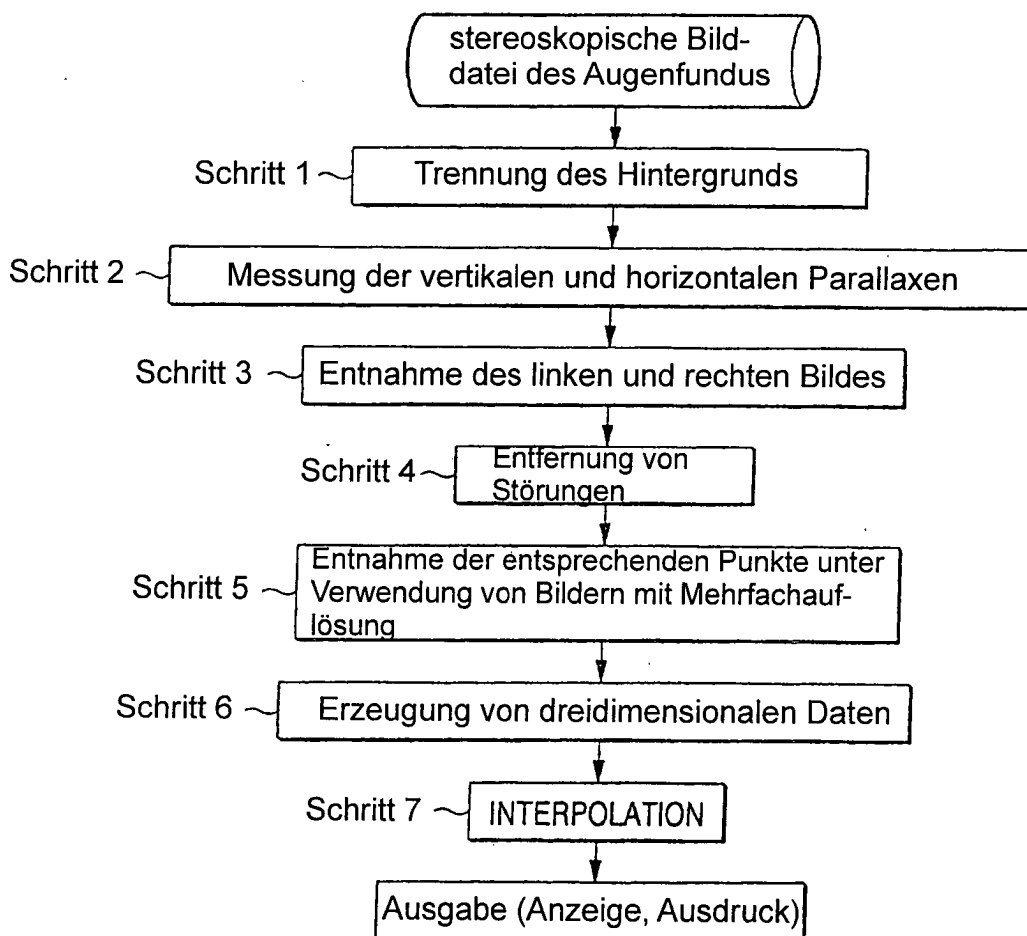 stereoskopische Bild-
datei des Augenfundus
Schritt 1 Trennung des Hintergrunds
Schritt 2 Messung der vertikalen und horizontalen Parallaxen
Schritt 3 Entnahme des linken und rechten Bildes
Schritt 4 Entfernung von
Störungen
Schritt 5 Entnahme der entsprechenden Punkte unter
Verwendung von Bildern mit Mehrfachauf-
lösung
Schritt 6 Erzeugung von dreidimensionalen Daten
Schritt 7 INTERPOLATION
Ausgabe (Anzeige, Ausdruck)